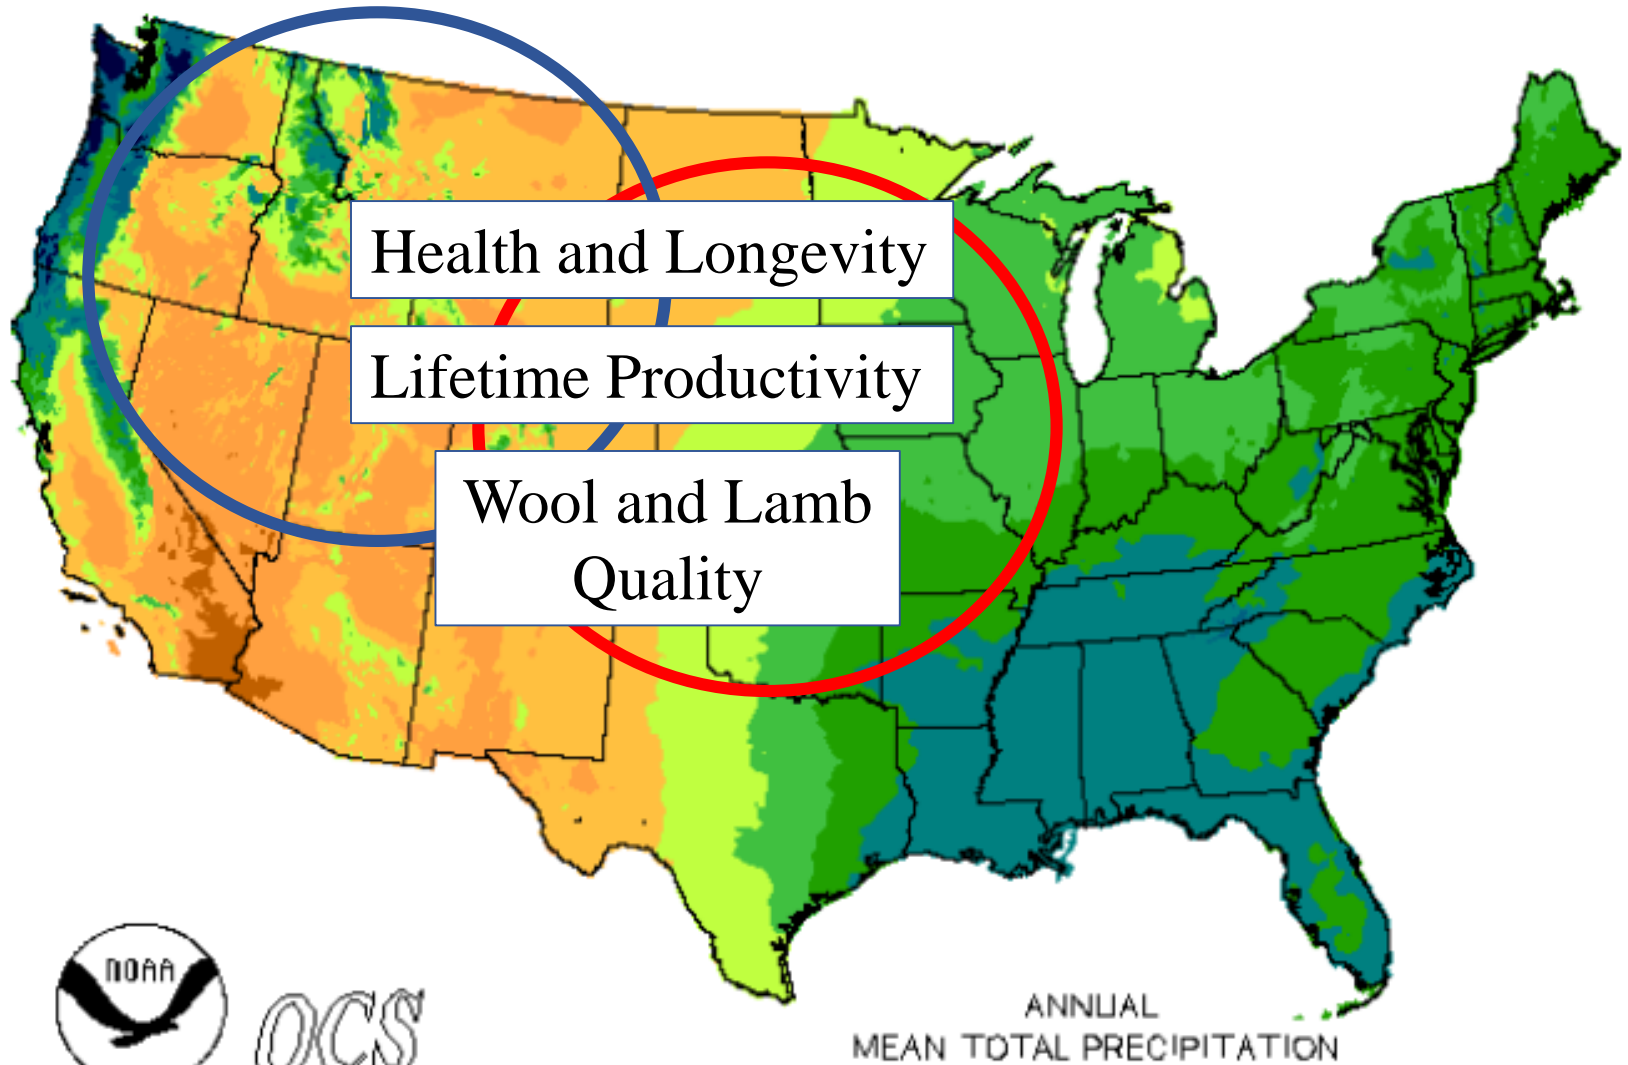 Health and Longevity
Lifetime Productivity
Wool and Lamb
Quality
NOAA
OCS
ANNUAL
MEAN TOTAL PRECIPITATION